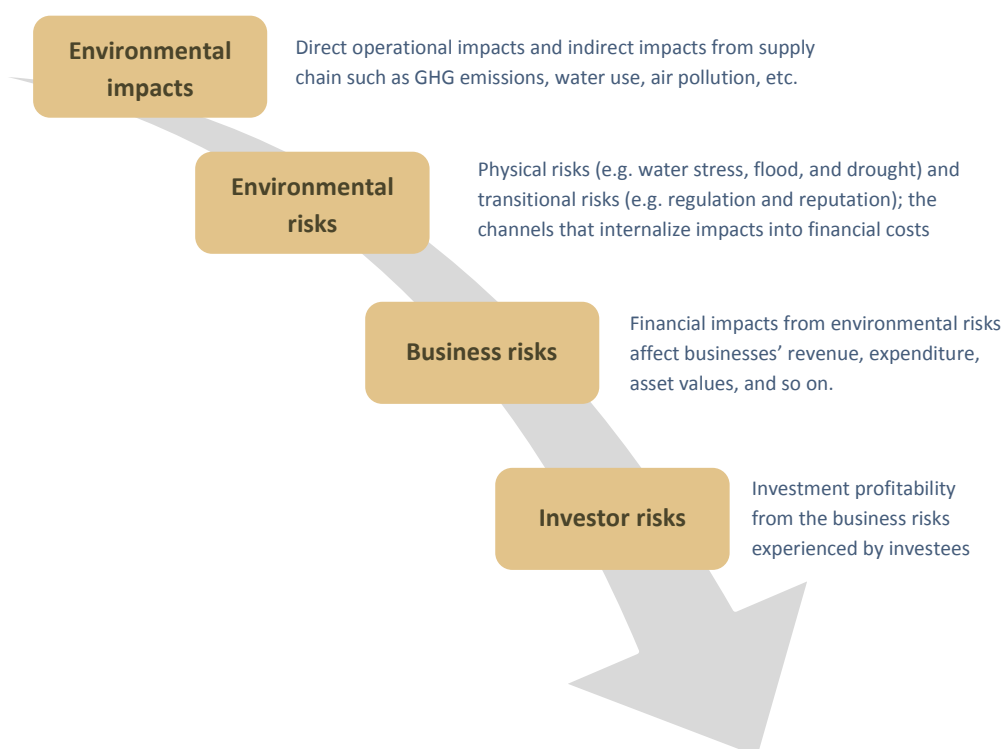 Environmental
impacts
Direct operational impacts and indirect impacts from supply
chain such as GHG emissions, water use, air pollution, etc.
Environmental
risks
Physical risks (e.g. water stress, flood, and drought) and
transitional risks (e.g. regulation and reputation); the
channels that internalize impacts into financial costs
Business risks
Financial impacts from environmental risks
affect businesses’ revenue, expenditure,
asset values, and so on.
Investor risks
Investment profitability
from the business risks
experienced by investees